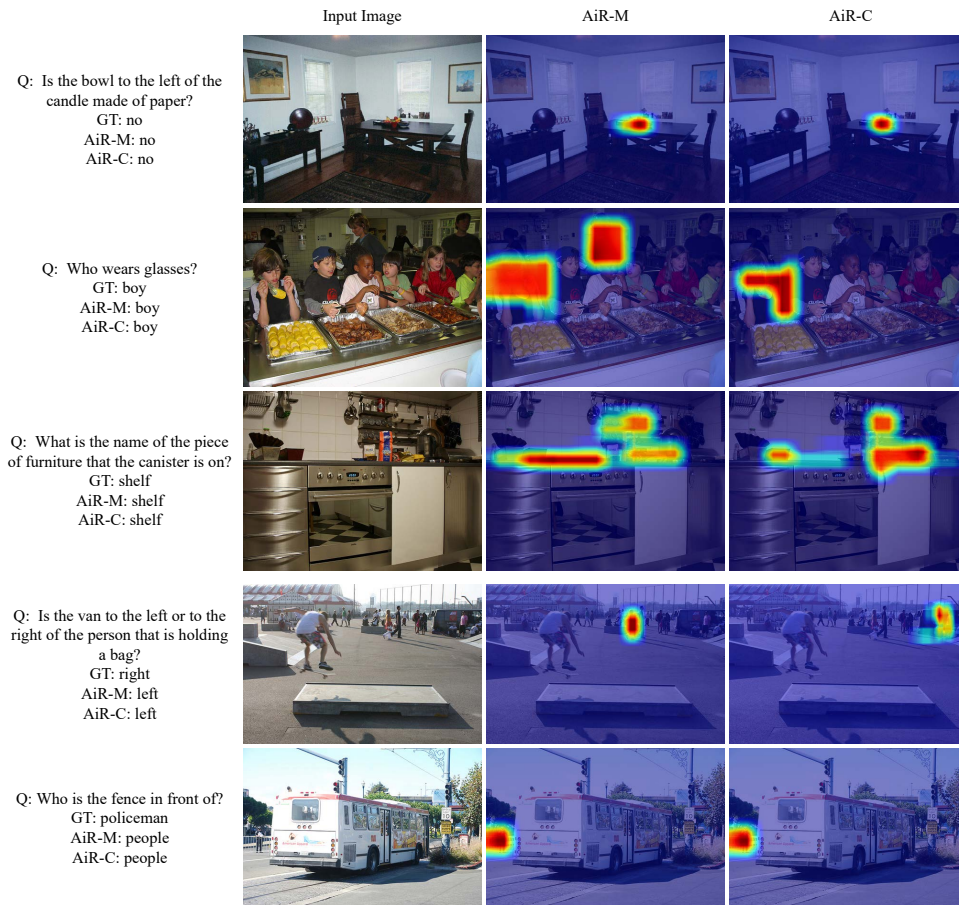 Input Image
AiR-M
AiR-C
Q: Is the bowl to the left of the
candle made of paper?
GT: no
AiR-M: no
AiR-C: no
Q: Who wears glasses?
GT: boy
AiR-M: boy
AiR-C: boy
Q: What is the name of the piece
of furniture that the canister is on?
GT: shelf
AiR-M: shelf
AiR-C: shelf
Q: Is the van to the left or to the
right of the person that is holding
a bag?
GT: right
AiR-M: left
AiR-C: left
Q: Who is the fence in front of?
GT: policeman
AiR-M: people
AiR-C: people